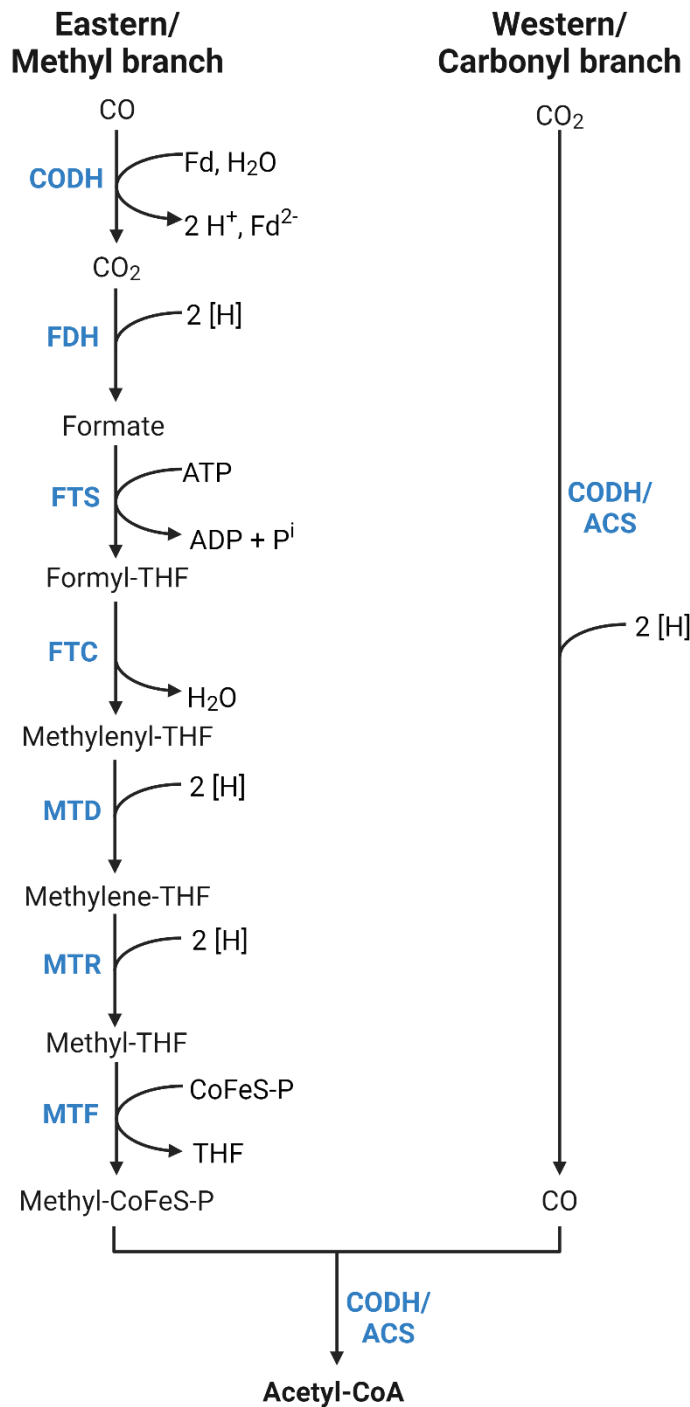 Eastern/
Methyl branch
CO
CODH
Fd, H₂O
2 H⁺, Fd²⁻
CO₂
FDH
2 [H]
Formate
FTS
ATP
ADP + Pⁱ
Formyl-THF
FTC
H₂O
Methylenyl-THF
MTD
2 [H]
Methylene-THF
MTR
2 [H]
Methyl-THF
MTF
CoFeS-P
THF
Methyl-CoFeS-P
Western/
Carbonyl branch
CO₂
CODH/
ACS
2 [H]
CO
CODH/
ACS
Acetyl-CoA